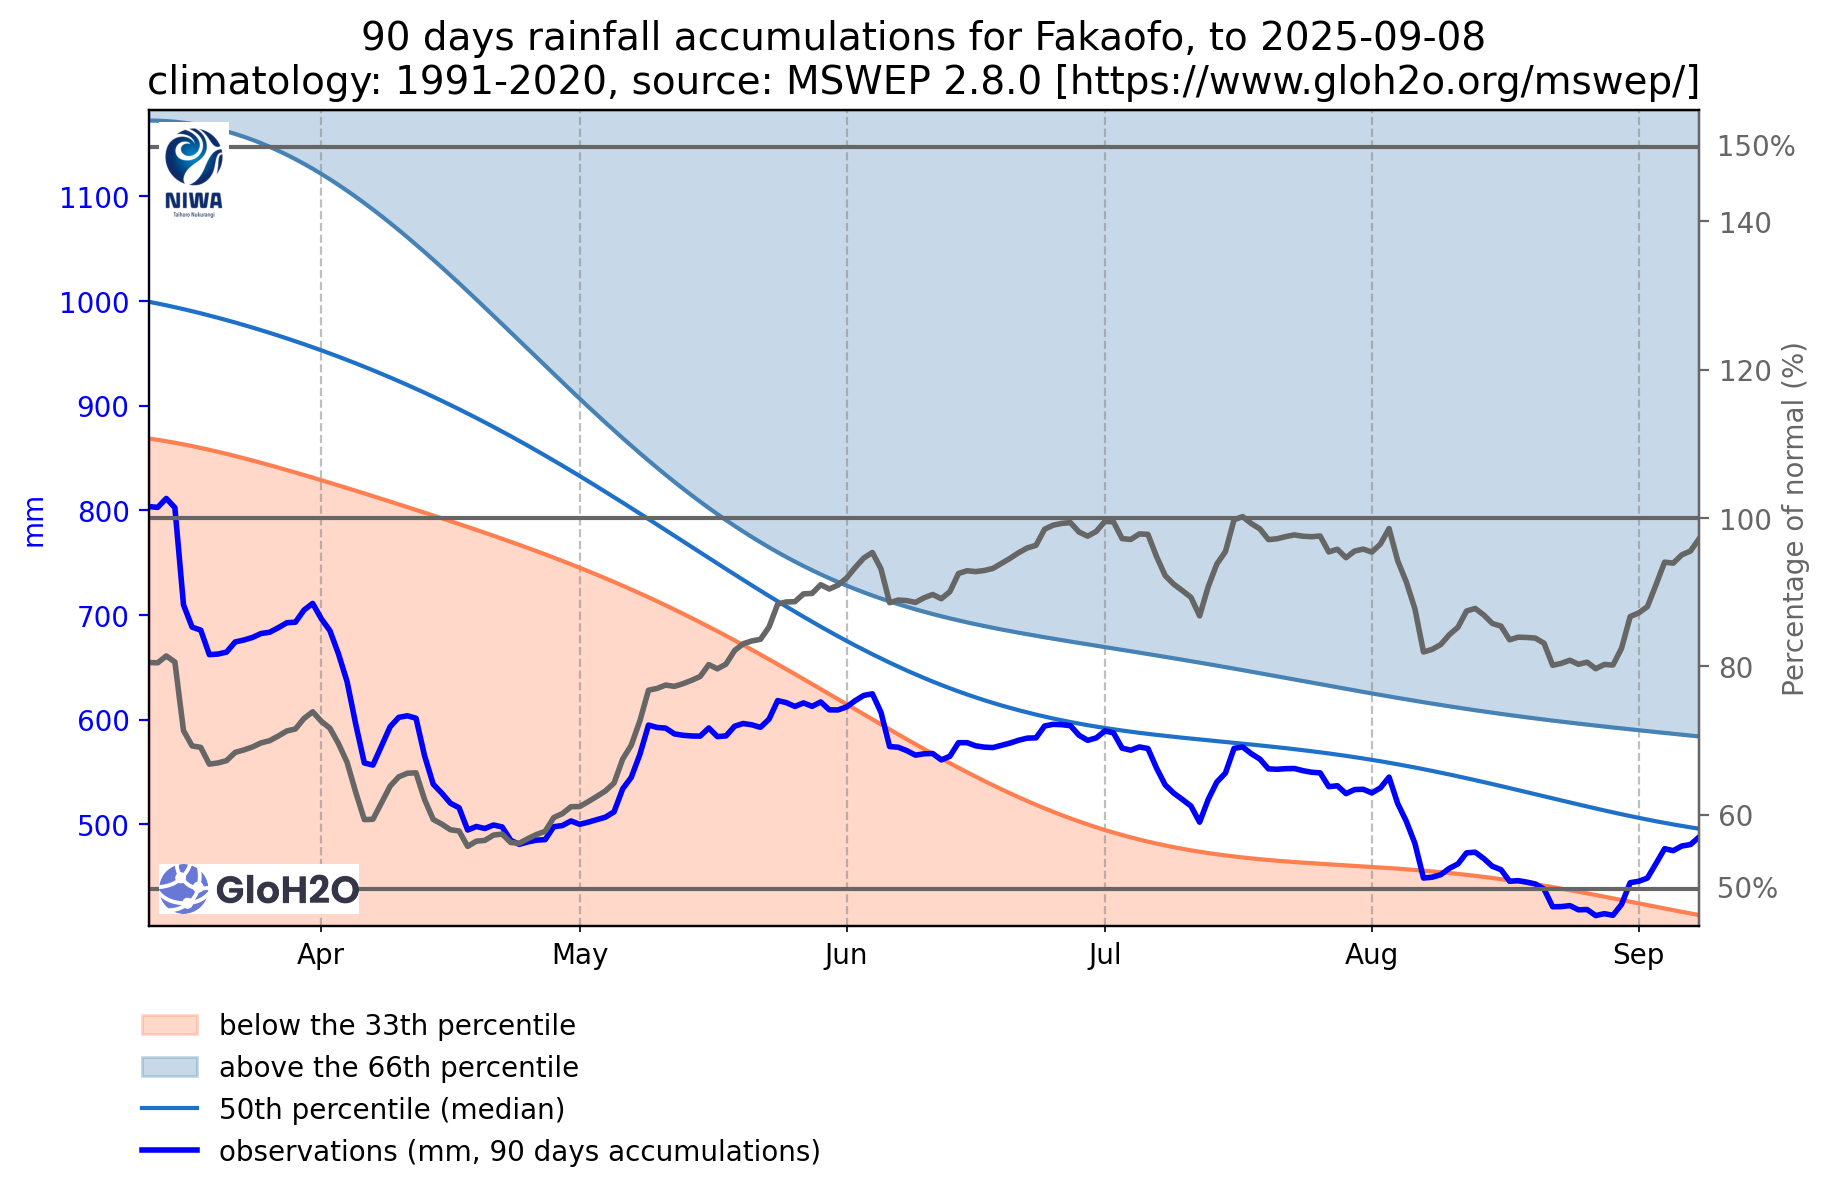 90 days rainfall accumulations for Fakaofo, to 2025-09-08
climatology: 1991-2020, source: MSWEP 2.8.0 [https://www.gloh2o.org/mswep/]
NIWA
Taihoro Nukurangi
1100
1000
900
800
700
600
500
mm
150%
140
120
100
80
60
50%
Percentage of normal (%)
GloH2O
Apr
May
Jun
Jul
Aug
Sep
below the 33th percentile
above the 66th percentile
50th percentile (median)
observations (mm, 90 days accumulations)